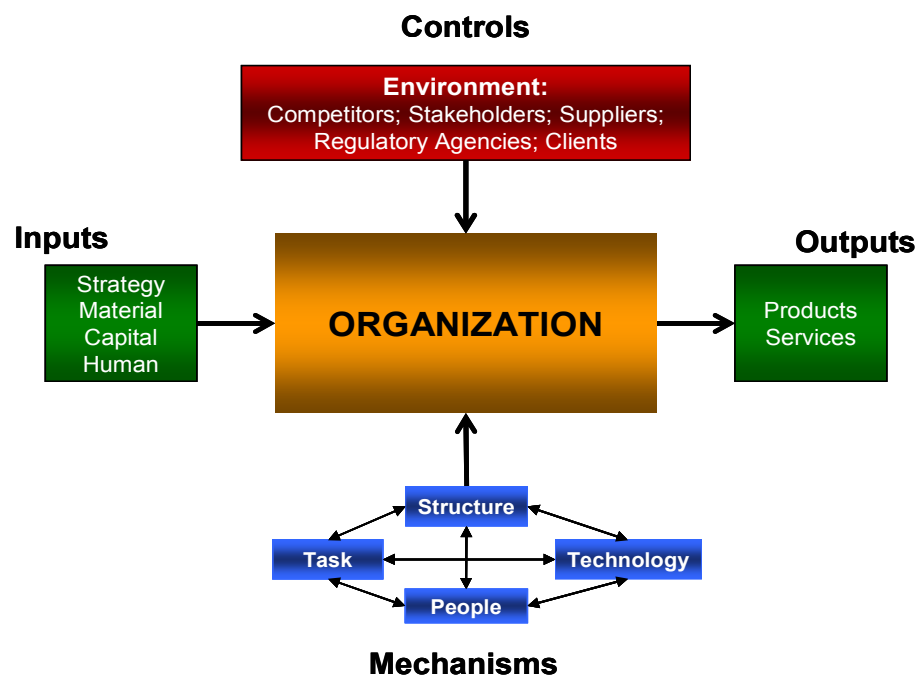 Controls
Environment:
Competitors; Stakeholders; Suppliers;
Regulatory Agencies; Clients
Inputs
Strategy
Material
Capital
Human
ORGANIZATION
Outputs
Products
Services
Structure
Task
Technology
People
Mechanisms